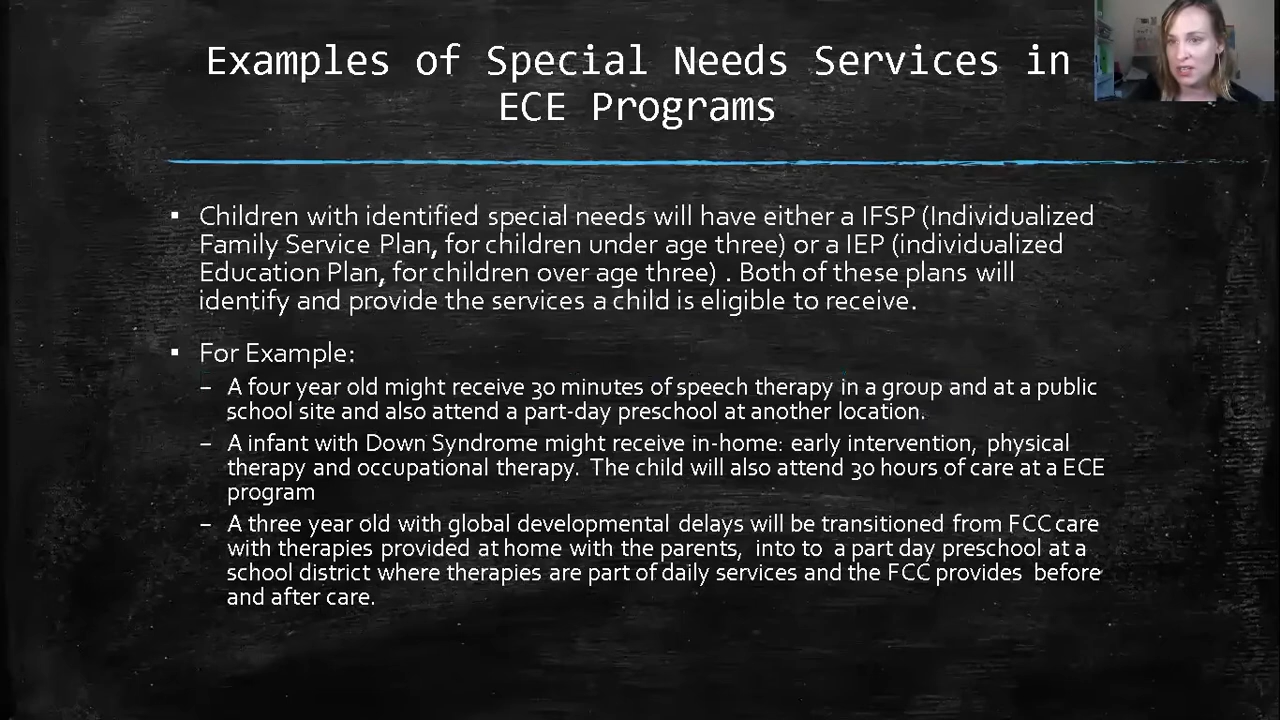 Examples of Special Needs Services in
ECE Programs
▪ Children with identified special needs will have either a IFSP (Individualized
Family Service Plan, for children under age three) or a IEP (individualized
Education Plan, for children over age three) . Both of these plans will
identify and provide the services a child is eligible to receive.
▪ For Example:
– A four year old might receive 30 minutes of speech therapy in a group and at a public
school site and also attend a part-day preschool at another location.
– A infant with Down Syndrome might receive in-home: early intervention, physical
therapy and occupational therapy. The child will also attend 30 hours of care at a ECE
program
– A three year old with global developmental delays will be transitioned from FCC care
with therapies provided at home with the parents, into to a part day preschool at a
school district where therapies are part of daily services and the FCC provides before
and after care.